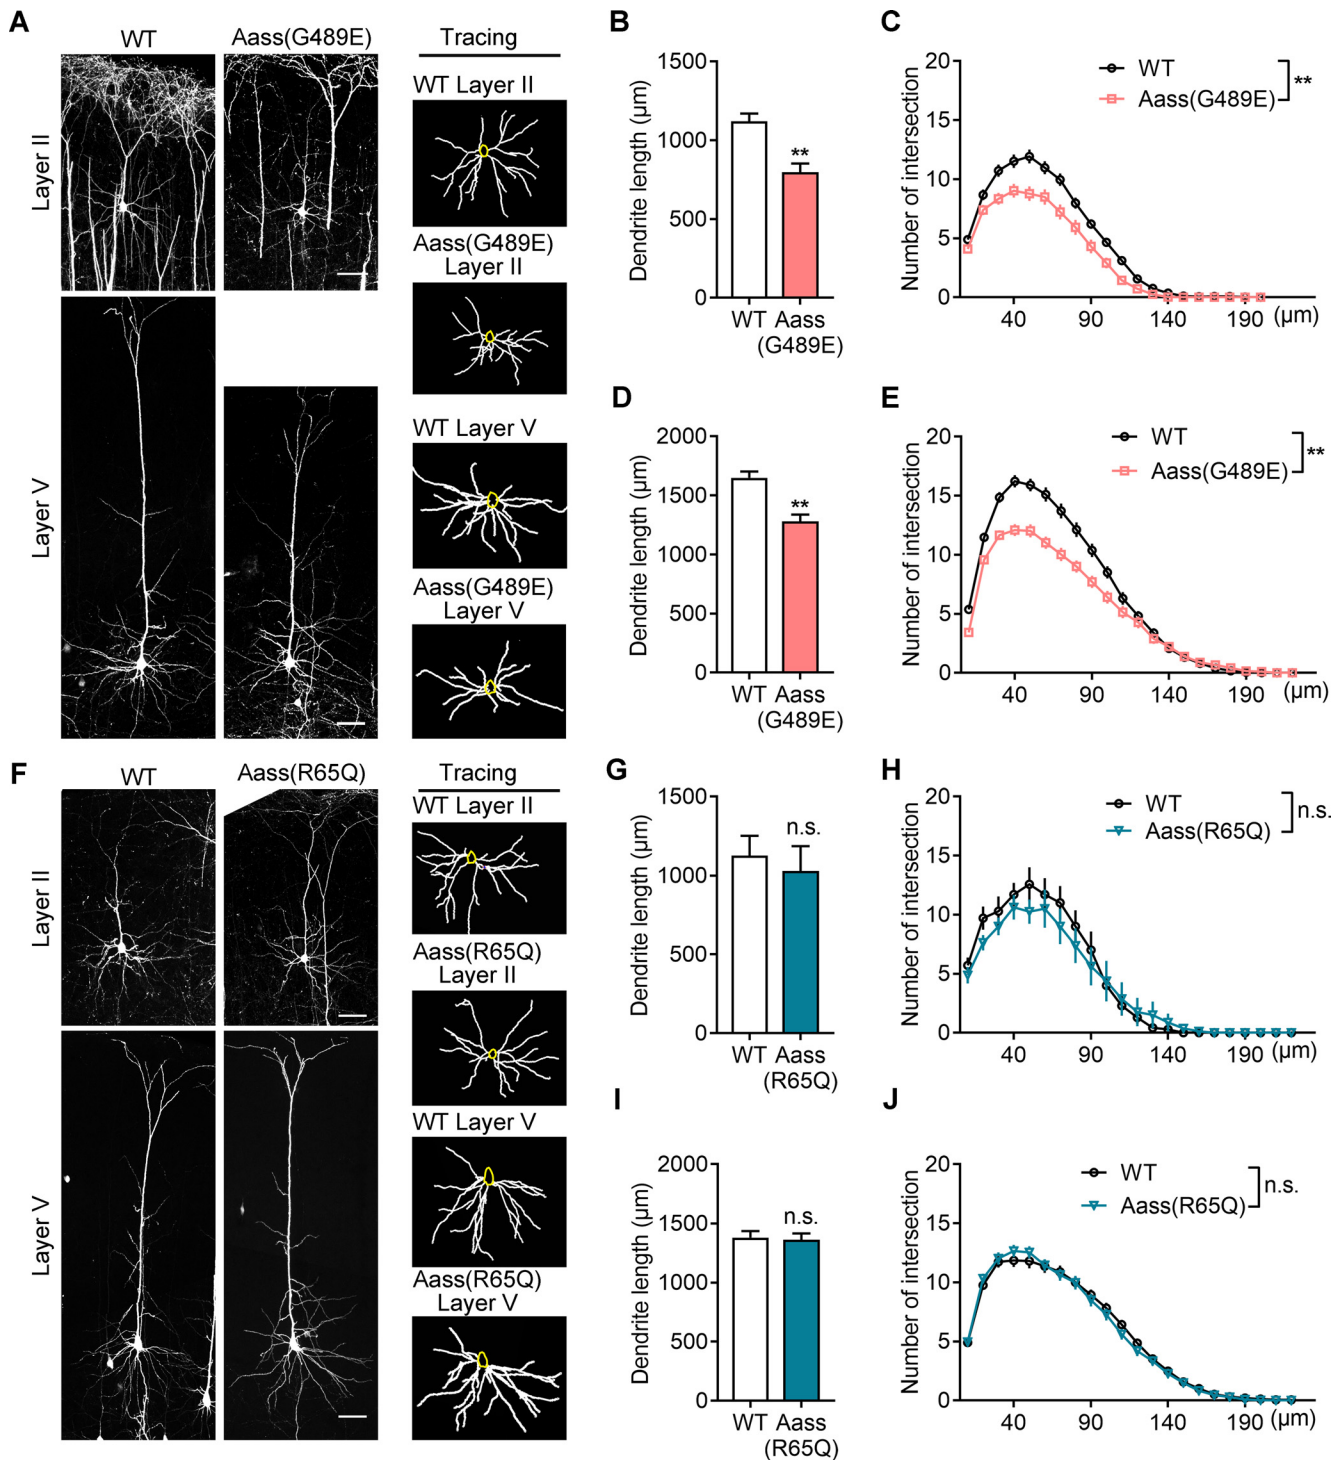 A
WT
Aass(G489E)
Tracing
Layer II
Layer V
WT Layer II
Aass(G489E)
Layer II
WT Layer V
Aass(G489E)
Layer V
B
Dendrite length (µm)
1500
1000
500
0
**
WT Aass
(G489E)
C
Number of intersection
20
15
10
5
0
WT
Aass(G489E)
**
40 90 140 190 (µm)
D
Dendrite length (µm)
2000
1500
1000
500
0
**
WT Aass
(G489E)
E
Number of intersection
20
15
10
5
0
WT
Aass(G489E)
**
40 90 140 190 (µm)
F
WT
Aass(R65Q)
Tracing
Layer II
Layer V
WT Layer II
Aass(R65Q)
Layer II
WT Layer V
Aass(R65Q)
Layer V
G
Dendrite length (µm)
1500
1000
500
0
n.s.
WT Aass
(R65Q)
H
Number of intersection
20
15
10
5
0
WT
Aass(R65Q)
n.s.
40 90 140 190 (µm)
I
Dendrite length (µm)
2000
1500
1000
500
0
n.s.
WT Aass
(R65Q)
J
Number of intersection
20
15
10
5
0
WT
Aass(R65Q)
n.s.
40 90 140 190 (µm)